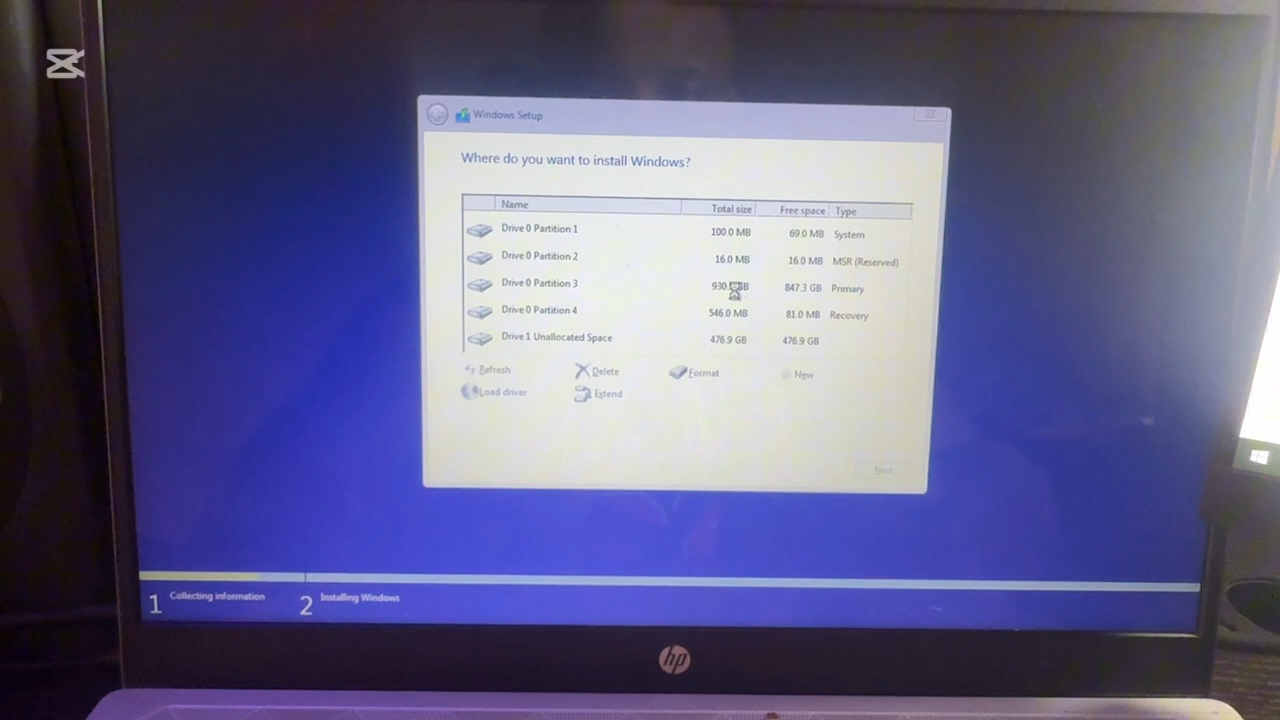 Windows Setup
Where do you want to install Windows?
Name Total size Free space Type
Drive 0 Partition 1 100.0 MB 69.0 MB System
Drive 0 Partition 2 16.0 MB 16.0 MB MSR (Reserved)
Drive 0 Partition 3 847.3 GB Primary
Drive 0 Partition 4 546.0 MB 81.0 MB Recovery
Drive 1 Unallocated Space 476.9 GB 476.9 GB
Refresh Delete Format New
Load driver Extend
Next
1 Collecting information 2 Installing Windows
hp